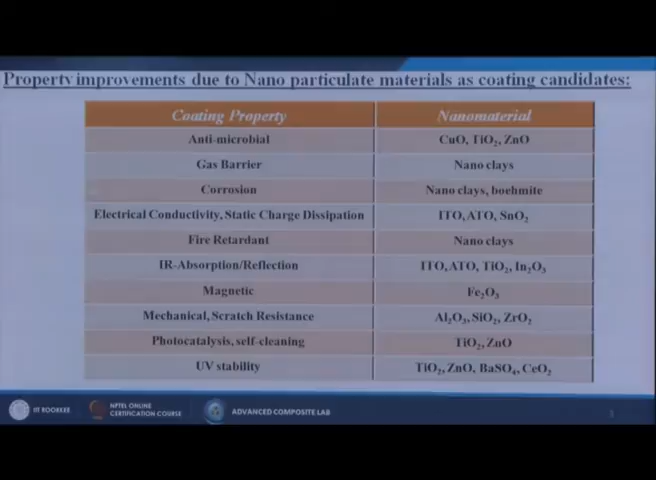 Property improvements due to Nano particulate materials as coating candidates:
Coating Property Nanomaterial
Anti-microbial CuO, TiO₂, ZnO
Gas Barrier Nano clays
Corrosion Nano clays, boehmite
Electrical Conductivity, Static Charge Dissipation ITO, ATO, SnO₂
Fire Retardant Nano clays
IR-Absorption/Reflection ITO, ATO, TiO₂, In₂O₃
Magnetic Fe₂O₃
Mechanical, Scratch Resistance Al₂O₃, SiO₂, ZrO₂
Photocatalysis, self-cleaning TiO₂, ZnO
UV stability TiO₂, ZnO, BaSO₄, CeO₂
IIT ROORKEE NPTEL ONLINE
CERTIFICATION COURSE ADVANCED COMPOSITE LAB